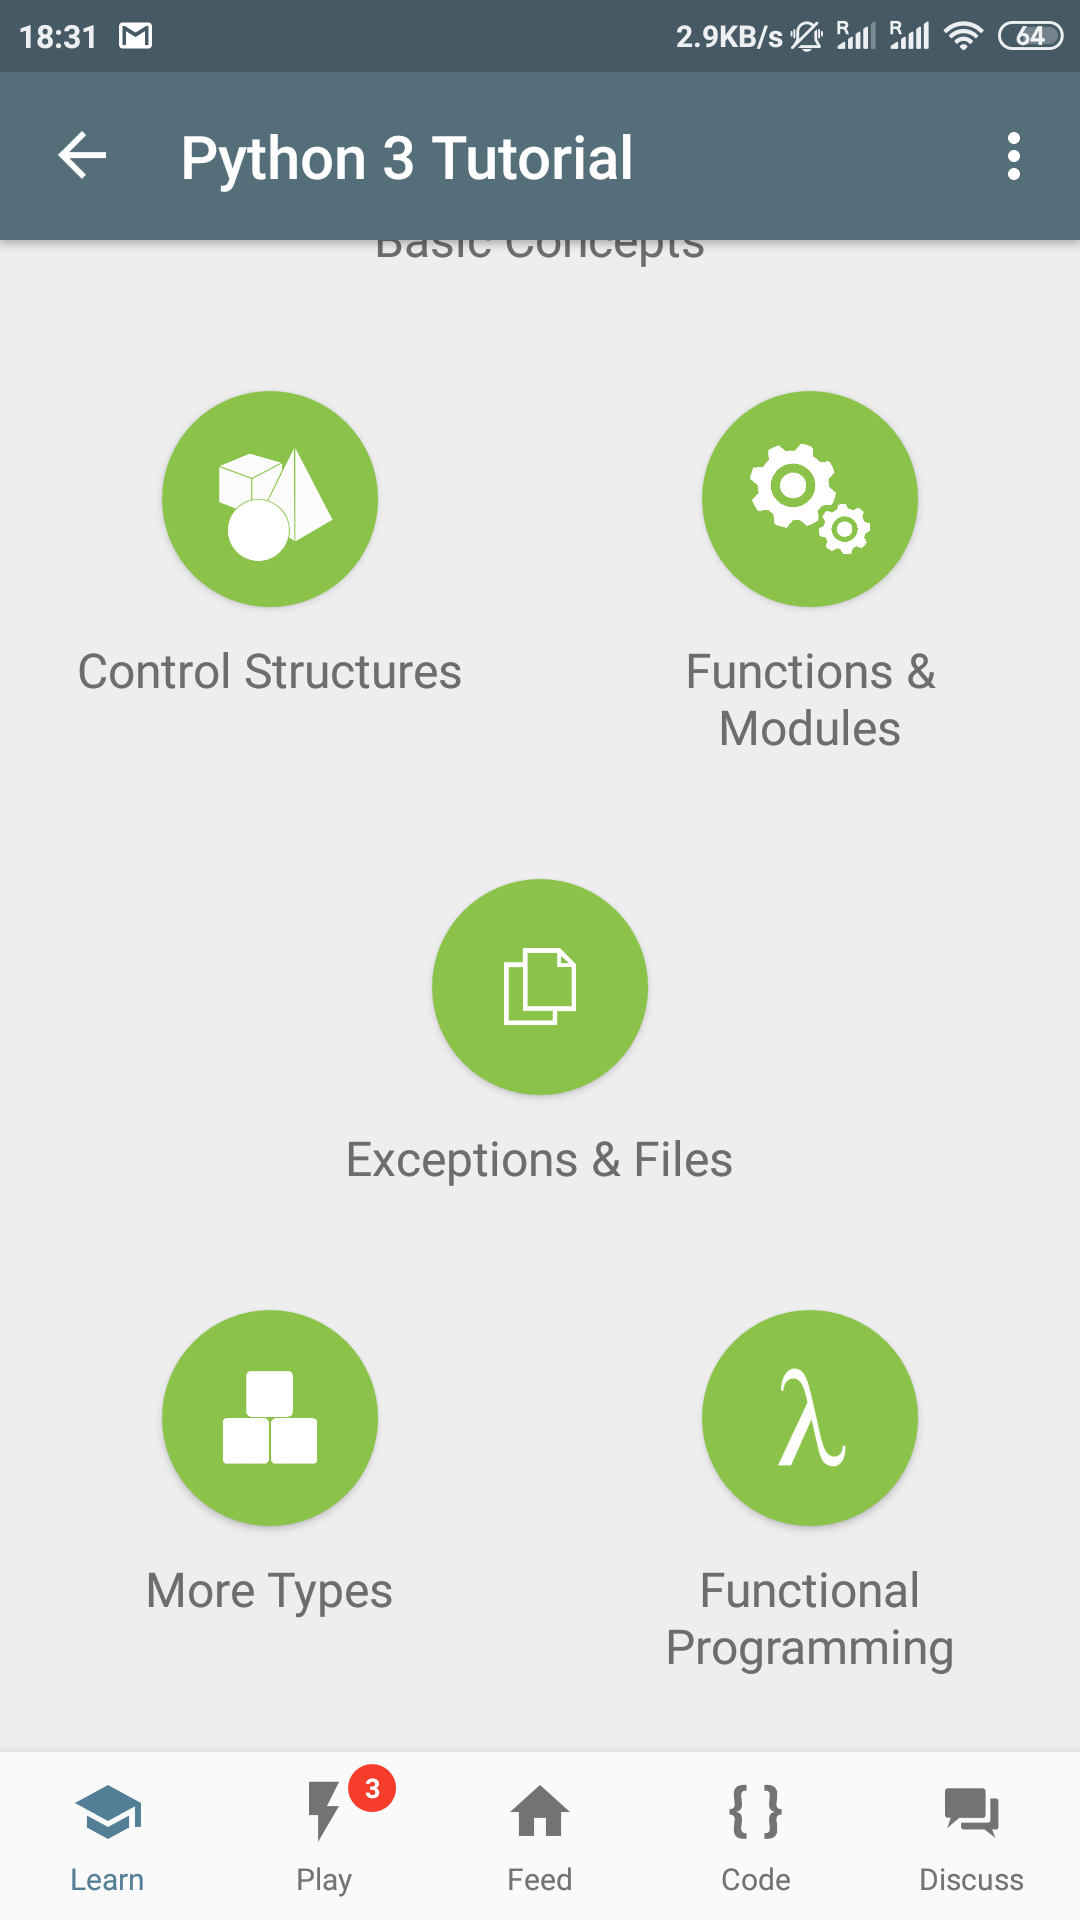 18:31 2.9KB/s R R 64
Python 3 Tutorial
Basic Concepts
Control Structures
Functions &
Modules
Exceptions & Files
λ
More Types
Functional
Programming
3
{ }
Learn Play Feed Code Discuss